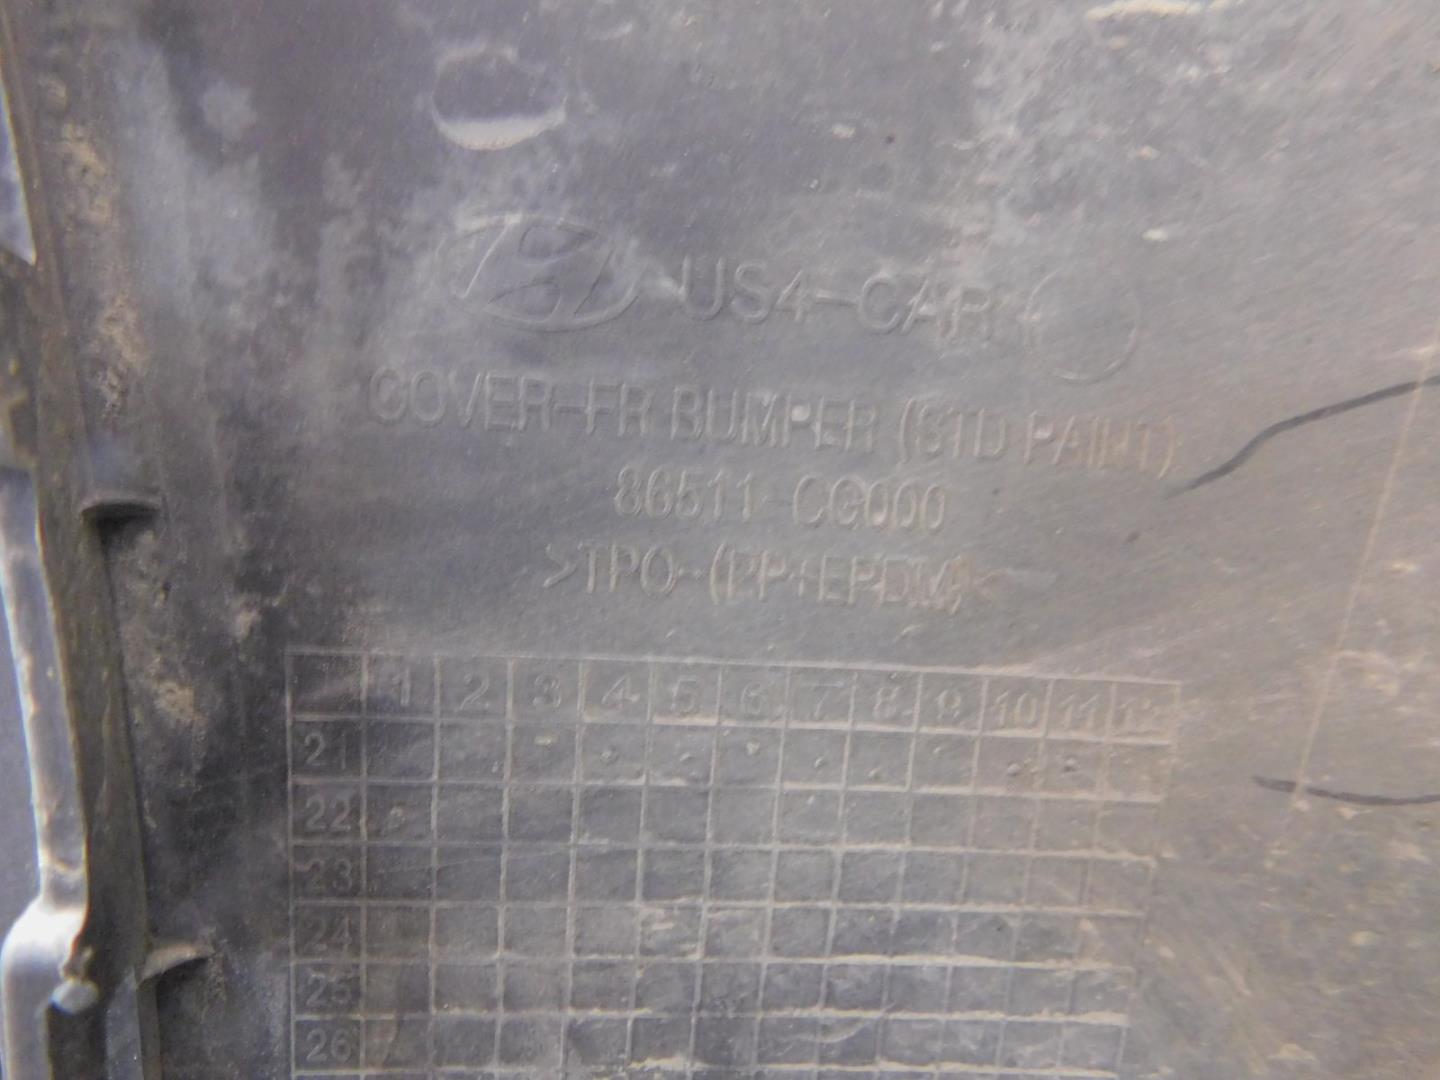 US4-CAR
COVER-FR BUMPER (STD PAINT)
86511-CG000
>TPO-(PP+EPDM)<
1 2 3 4 5 6 7 8 9 10 11 12
21
22
23
24
25
26